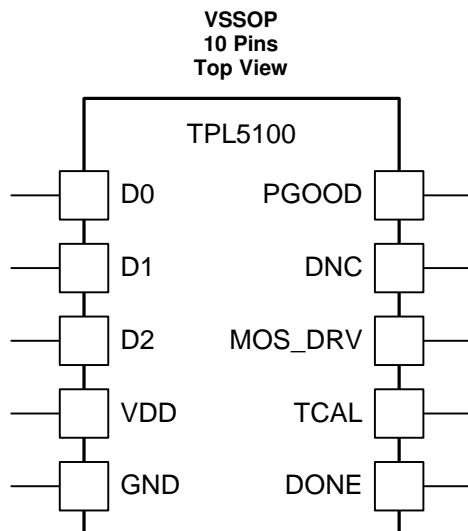 VSSOP
10 Pins
Top View
TPL5100
D0 PGOOD
D1 DNC
D2 MOS_DRV
VDD TCAL
GND DONE